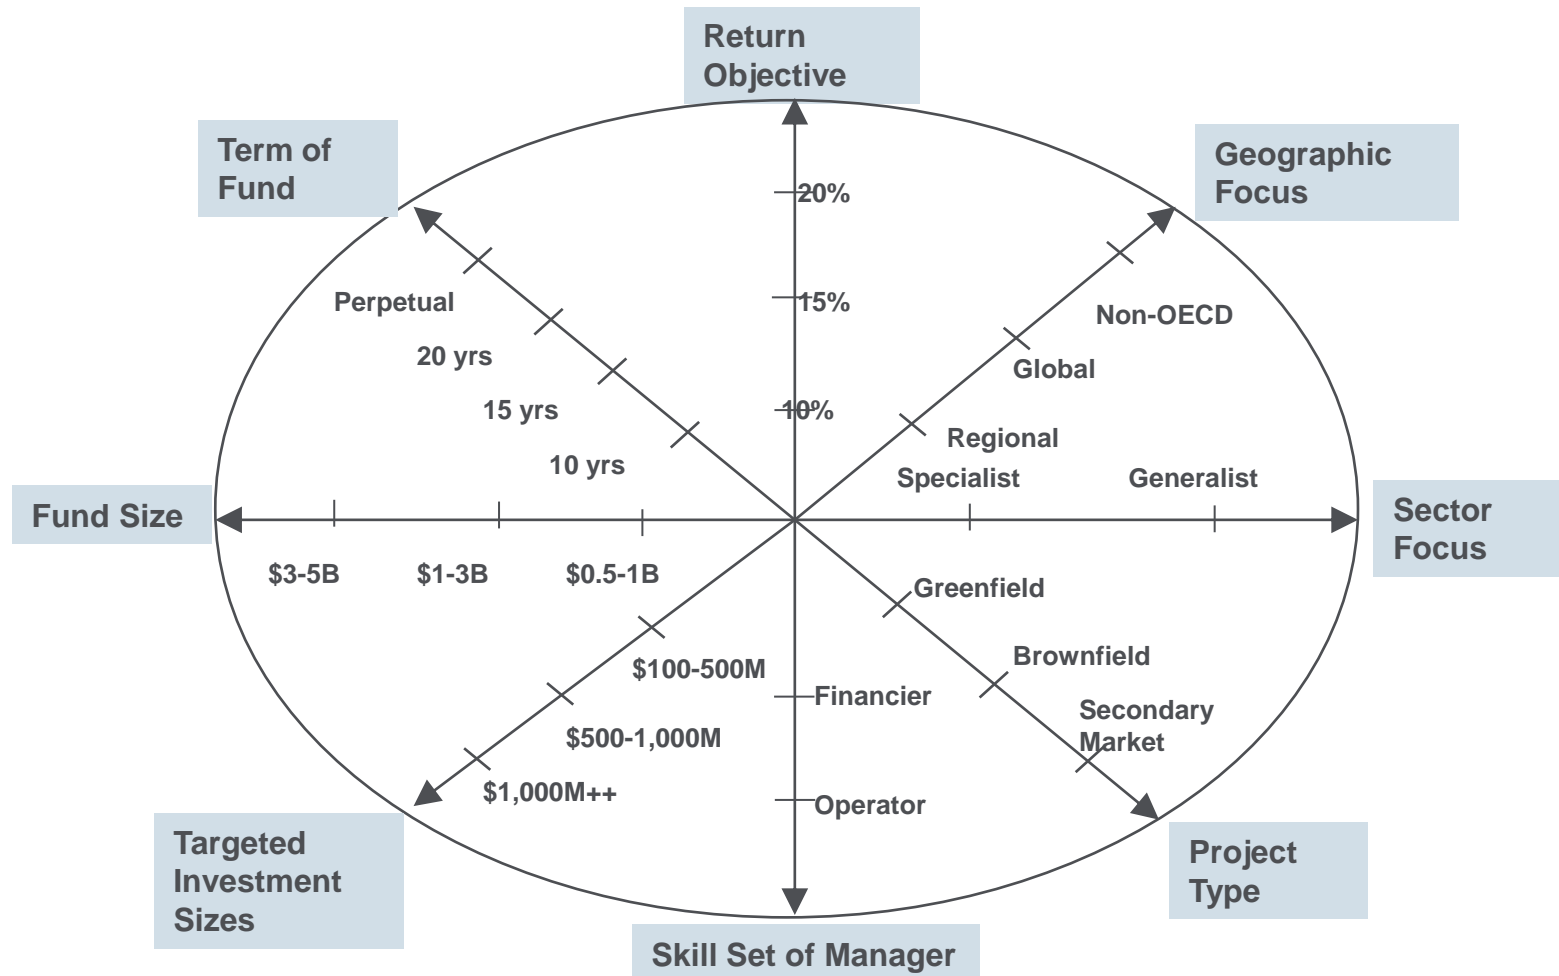 Return
Objective
Term of
Fund
Geographic
Focus
20%
Perpetual
15%
Non-OECD
20 yrs
Global
15 yrs
10%
Regional
10 yrs
Specialist
Generalist
Fund Size
Sector
Focus
$3-5B
$1-3B
$0.5-1B
Greenfield
$100-500M
Brownfield
Financier
Secondary
Market
$500-1,000M
$1,000M++
Operator
Targeted
Investment
Sizes
Project
Type
Skill Set of Manager